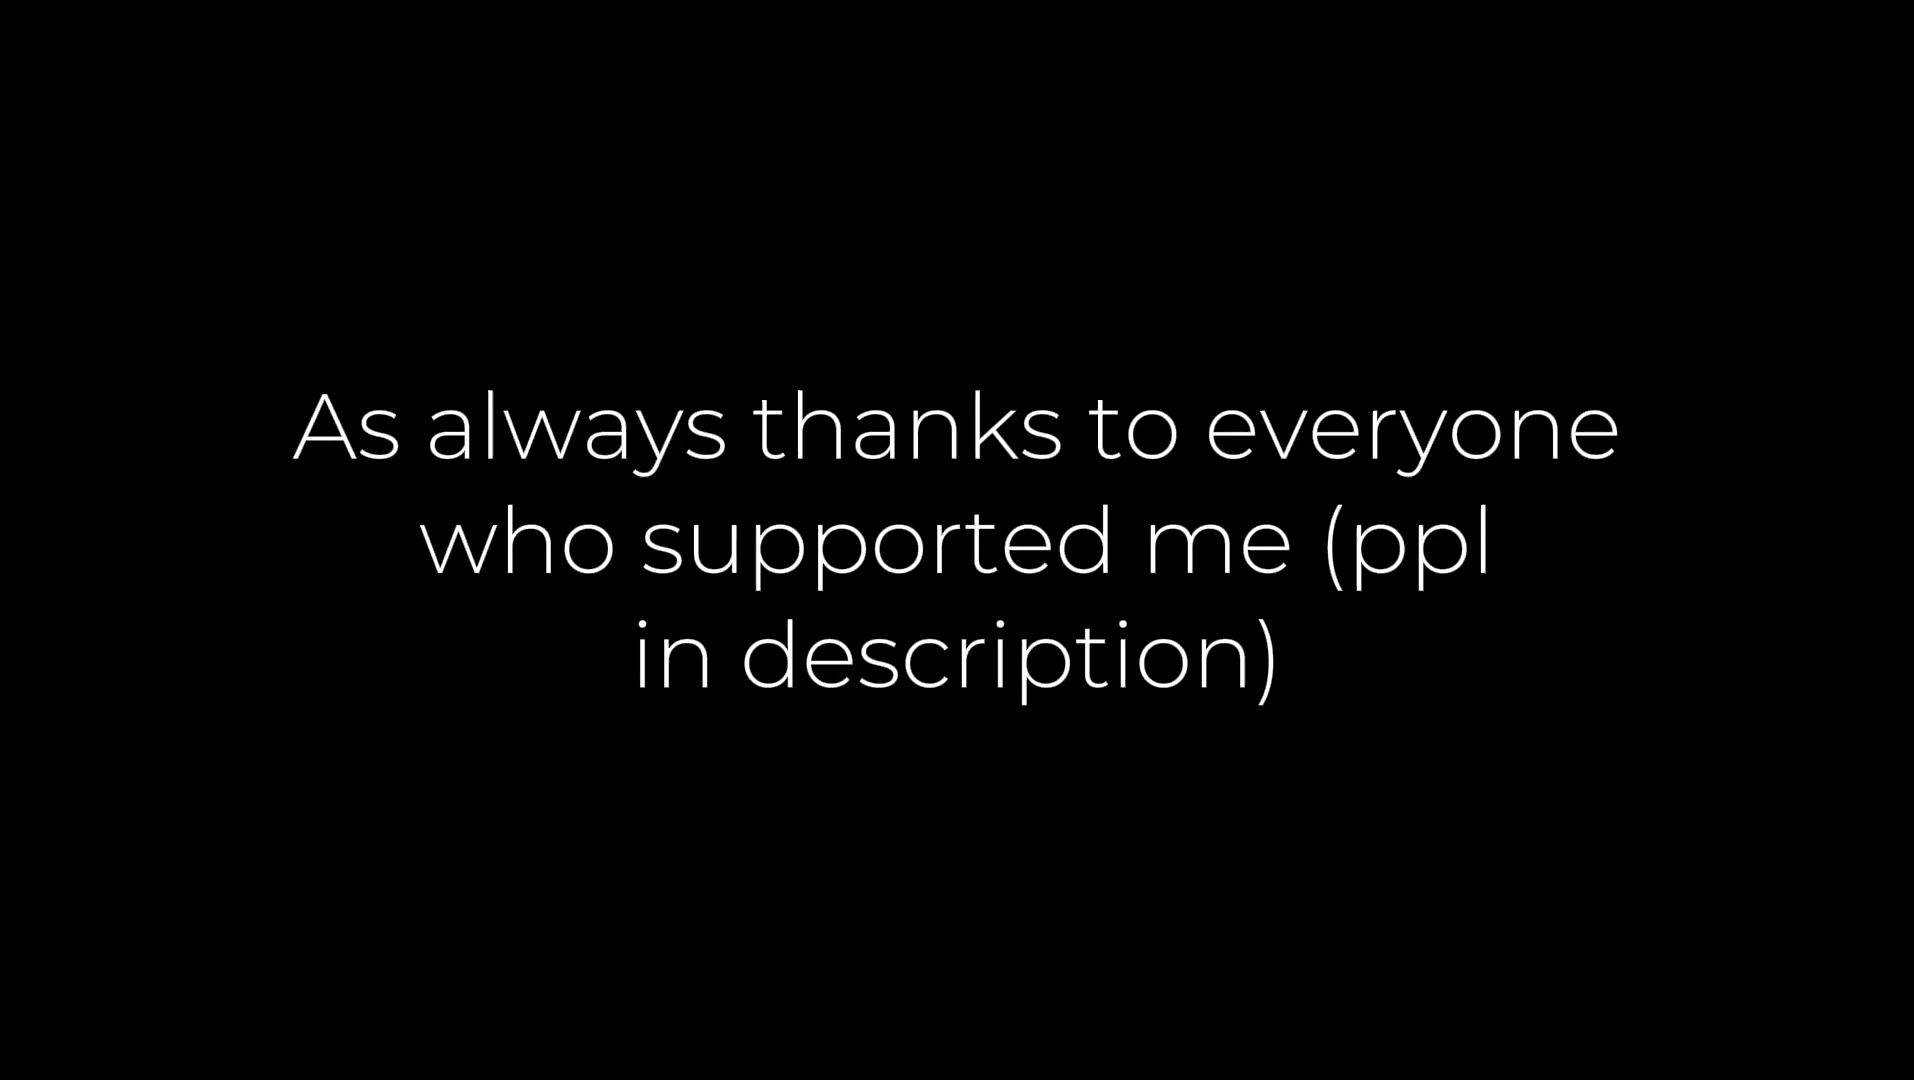 As always thanks to everyone
who supported me (ppl
in description)